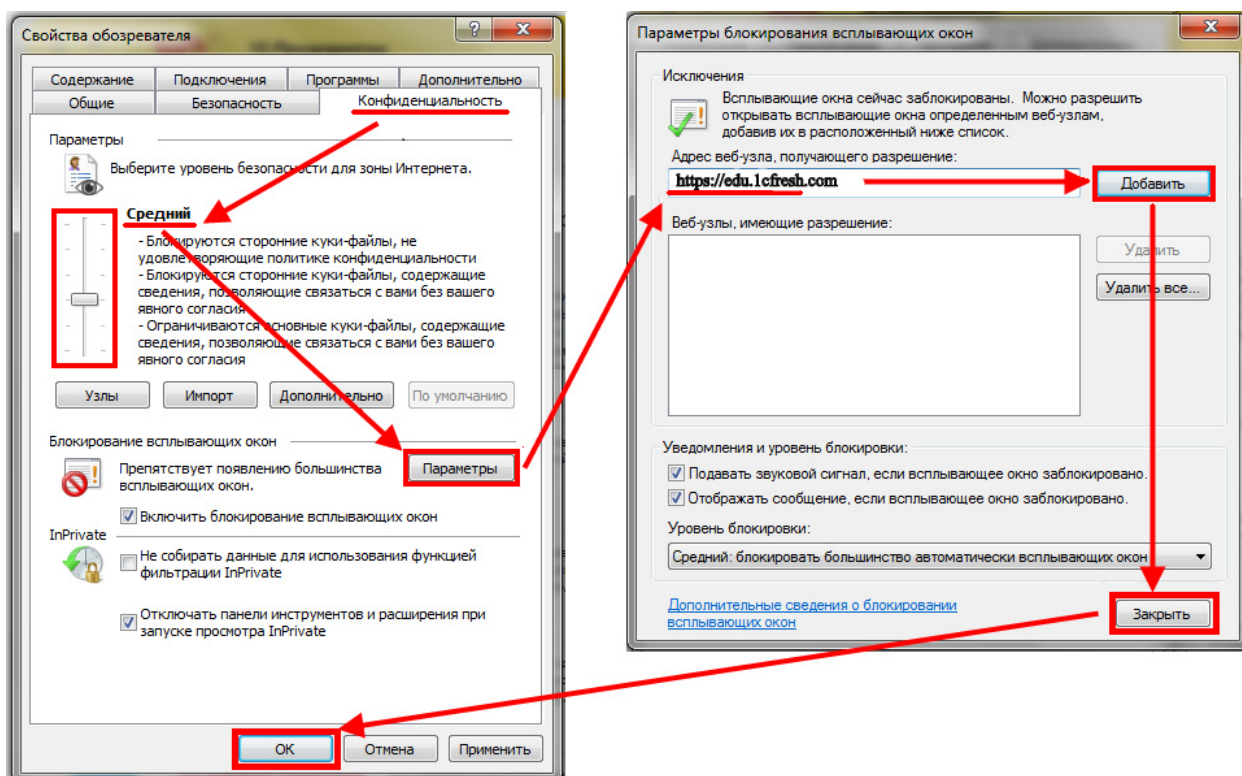 Свойства обозревателя
Содержание
Подключения
Программы
Дополнительно
Общие
Безопасность
Конфиденциальность
Параметры
Выберите уровень безопасности для зоны Интернета.
Средний
- Блокируются сторонние куки-файлы, не
удовлетворяющие политике конфиденциальности
- Блокируются сторонние куки-файлы, содержащие
сведения, позволяющие связаться с вами без вашего
явного согласия
- Ограничиваются основные куки-файлы, содержащие
сведения, позволяющие связаться с вами без вашего
явного согласия
Узлы
Импорт
Дополнительно
По умолчанию
Блокирование всплывающих окон
Препятствует появлению большинства
всплывающих окон.
Параметры
Включить блокирование всплывающих окон
InPrivate
Не собирать данные для использования функцией
фильтрации InPrivate
Отключать панели инструментов и расширения при
запуске просмотра InPrivate
ОК
Отмена
Применить
Параметры блокирования всплывающих окон
Исключения
Всплывающие окна сейчас заблокированы. Можно разрешить
открывать всплывающие окна определенным веб-узлам,
добавив их в расположенный ниже список.
Адрес веб-узла, получающего разрешение:
https://edu.1cfresh.com
Добавить
Веб-узлы, имеющие разрешение:
Удалить
Удалить все...
Уведомления и уровень блокировки:
Подавать звуковой сигнал, если всплывающее окно заблокировано.
Отображать сообщение, если всплывающее окно заблокировано.
Уровень блокировки:
Средний: блокировать большинство автоматически всплывающих окон
Дополнительные сведения о блокировании
всплывающих окон
Закрыть